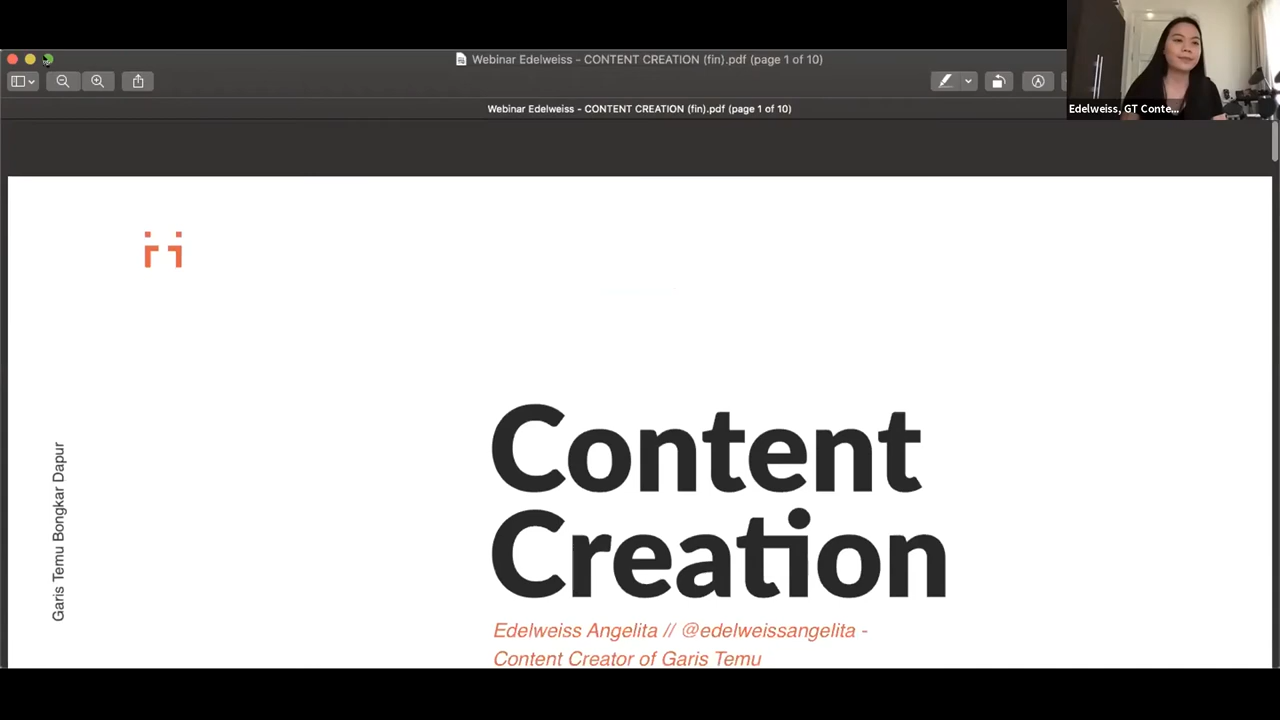 Webinar Edelweiss - CONTENT CREATION (fin).pdf (page 1 of 10)
Webinar Edelweiss - CONTENT CREATION (fin).pdf (page 1 of 10)
Edelweiss, GT Conte...
Garis Temu Bongkar Dapur
Content
Creation
Edelweiss Angelita // @edelweissangelita -
Content Creator of Garis Temu